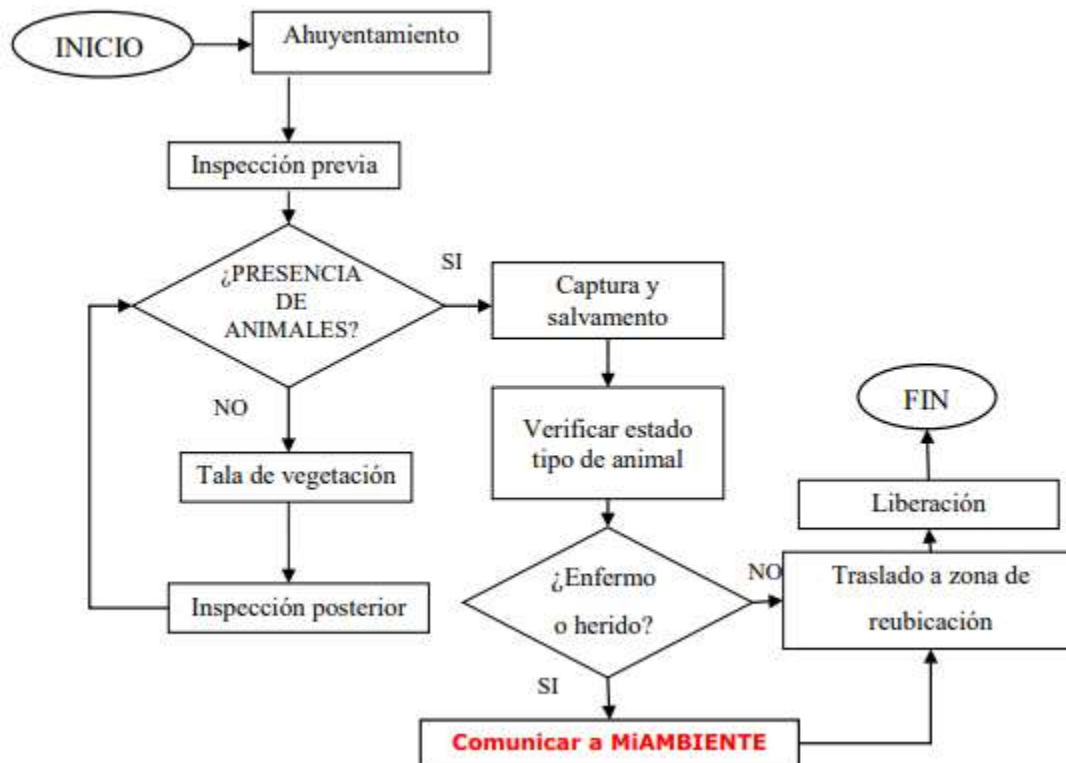 INICIO
Ahuyentamiento
Inspección previa
¿PRESENCIA
DE
ANIMALES?
SI
Captura y
salvamento
NO
Tala de vegetación
Inspección posterior
Verificar estado
tipo de animal
¿Enfermo
o herido?
NO
Traslado a zona de
reubicación
Liberación
FIN
SI
Comunicar a MiAMBIENTE